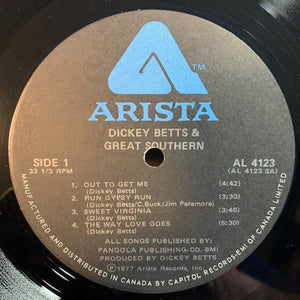 TM
ARISTA
DICKEY BETTS &
GREAT SOUTHERN
SIDE 1
33 1/3 RPM
AL 4123
(AL 4123 SA)
1. OUT TO GET ME (4:42)
(Dickey Betts)
2. RUN GYPSY RUN (3:30)
(Dickey Betts/C.Buck/Jim Paramore)
3. SWEET VIRGINIA (3:30)
(Dickey Betts)
4. THE WAY LOVE GOES (6:30)
(Dickey Betts)
ALL SONGS PUBLISHED BY:
PANGOLA PUBLISHING-CO.-BMI
PRODUCED BY DICKEY BETTS
℗1977 Arista Records, Inc.
MANUFACTURED AND DISTRIBUTED IN CANADA BY CAPITOL RECORDS-EMI OF CANADA LIMITED